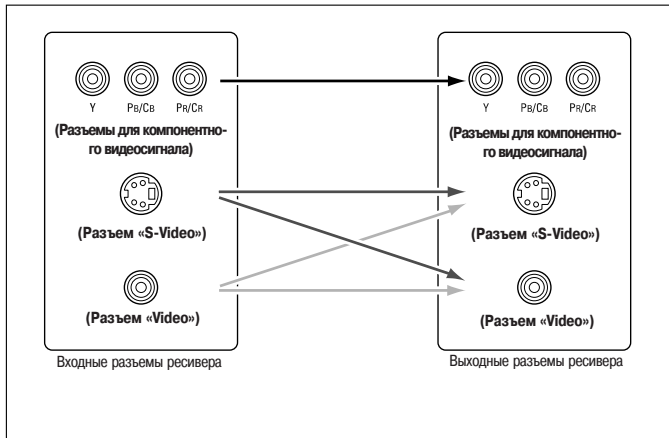 Y PB/CB PR/CR
(Разъемы для компонентно-
го видеосигнала)
(Разъем «S-Video»)
(Разъем «Video»)
Входные разъемы ресивера
Y PB/CB PR/CR
(Разъемы для компонентно-
го видеосигнала)
(Разъем «S-Video»)
(Разъем «Video»)
Выходные разъемы ресивера